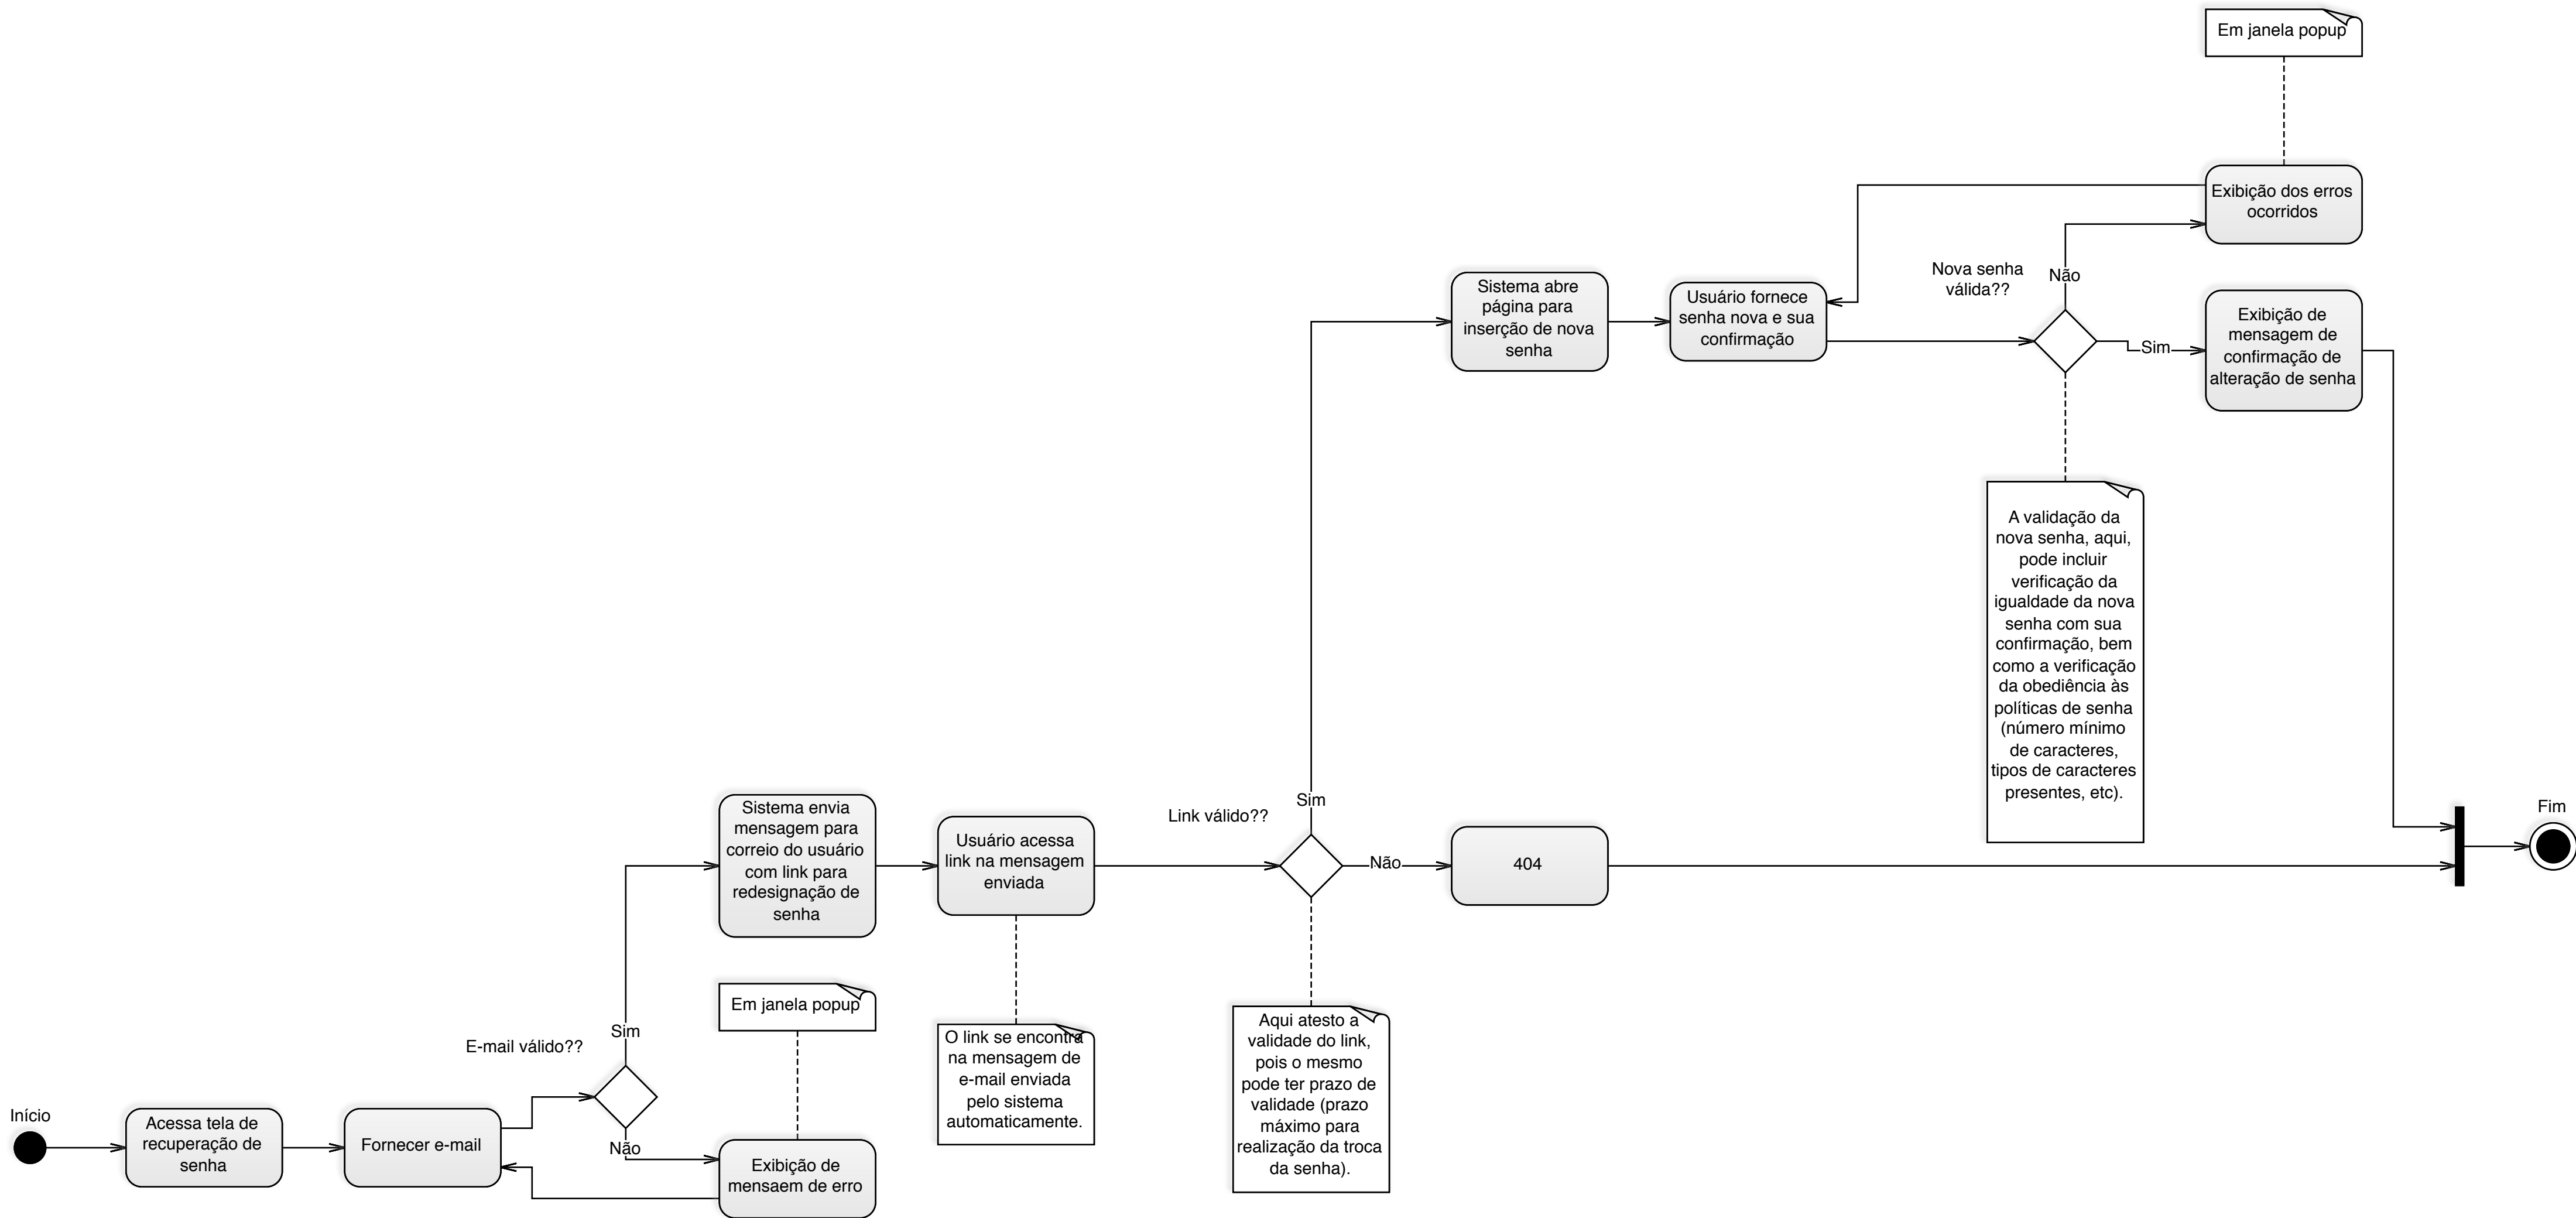 Em janela popup
Exibição dos erros
ocorridos
Nova senha
válida??
Não
Sistema abre
página para
inserção de nova
senha
Usuário fornece
senha nova e sua
confirmação
Sim
Exibição de
mensagem de
confirmação de
alteração de senha
A validação da
nova senha, aqui,
pode incluir
verificação da
igualdade da nova
senha com sua
confirmação, bem
como a verificação
da obediência às
políticas de senha
(número mínimo
de caracteres,
tipos de caracteres
presentes, etc).
Fim
Sistema envia
mensagem para
correio do usuário
com link para
redesignação de
senha
Usuário acessa
link na mensagem
enviada
Link válido??
Sim
Não
404
Em janela popup
O link se encontra
na mensagem de
e-mail enviada
pelo sistema
automaticamente.
Aqui atesto a
validade do link,
pois o mesmo
pode ter prazo de
validade (prazo
máximo para
realização da troca
da senha).
E-mail válido??
Sim
Início
Acessa tela de
recuperação de
senha
Fornecer e-mail
Não
Exibição de
mensaem de erro